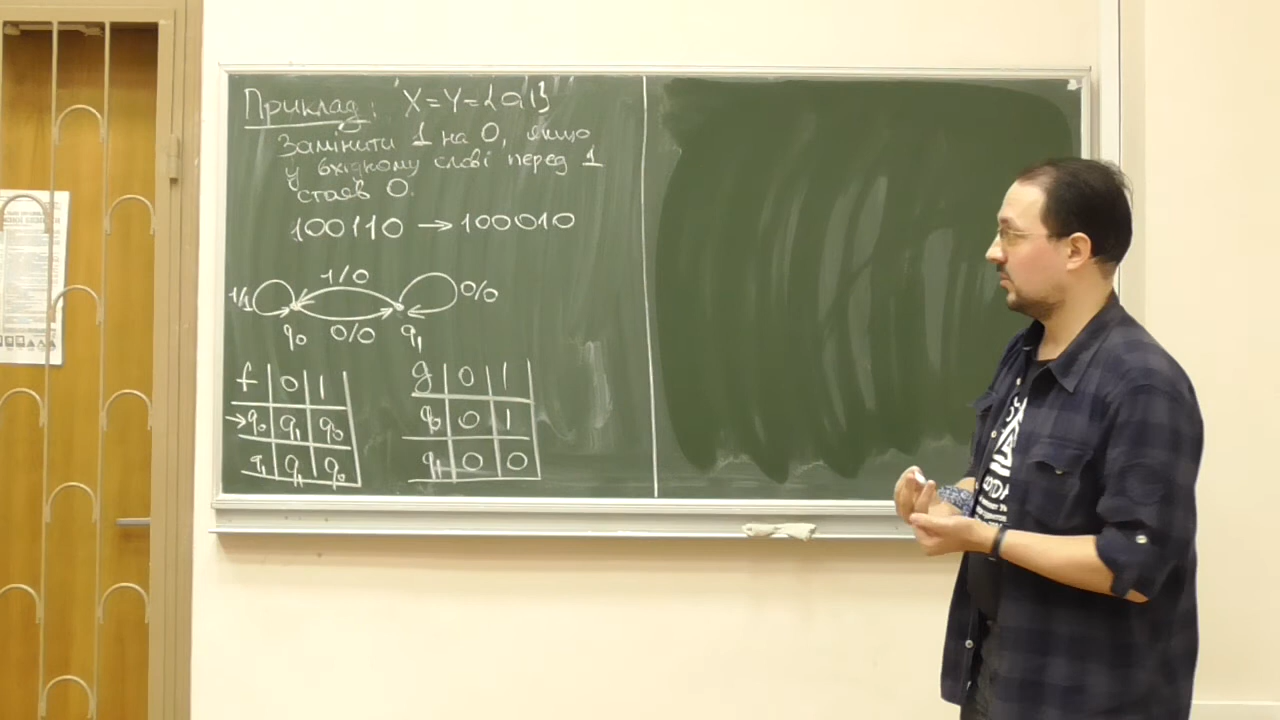 Приклад: X=Y={0,1}
Замінити 1 на 0, якщо
у вхідному слові перед 1
стояв 0.
100110 → 100010
1/0
1/1
0/0
q₀ 0/0 q₁
f 0 1
→q₀ q₁ q₀
q₁ q₁ q₀
g 0 1
q₀ 0 1
q₁ 0 0